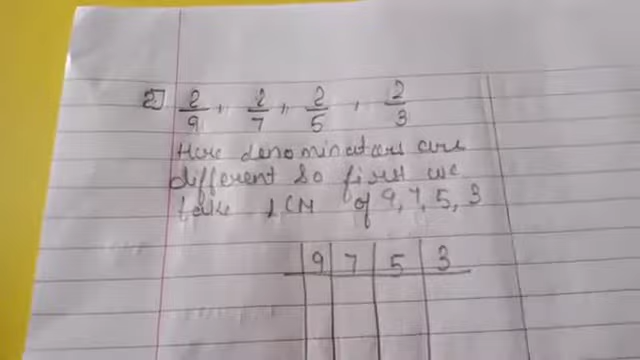 2] 2/9, 2/7, 2/5, 2/3
Here denominators are
different so first we
take LCM of 9, 7, 5, 3
9 7 5 3